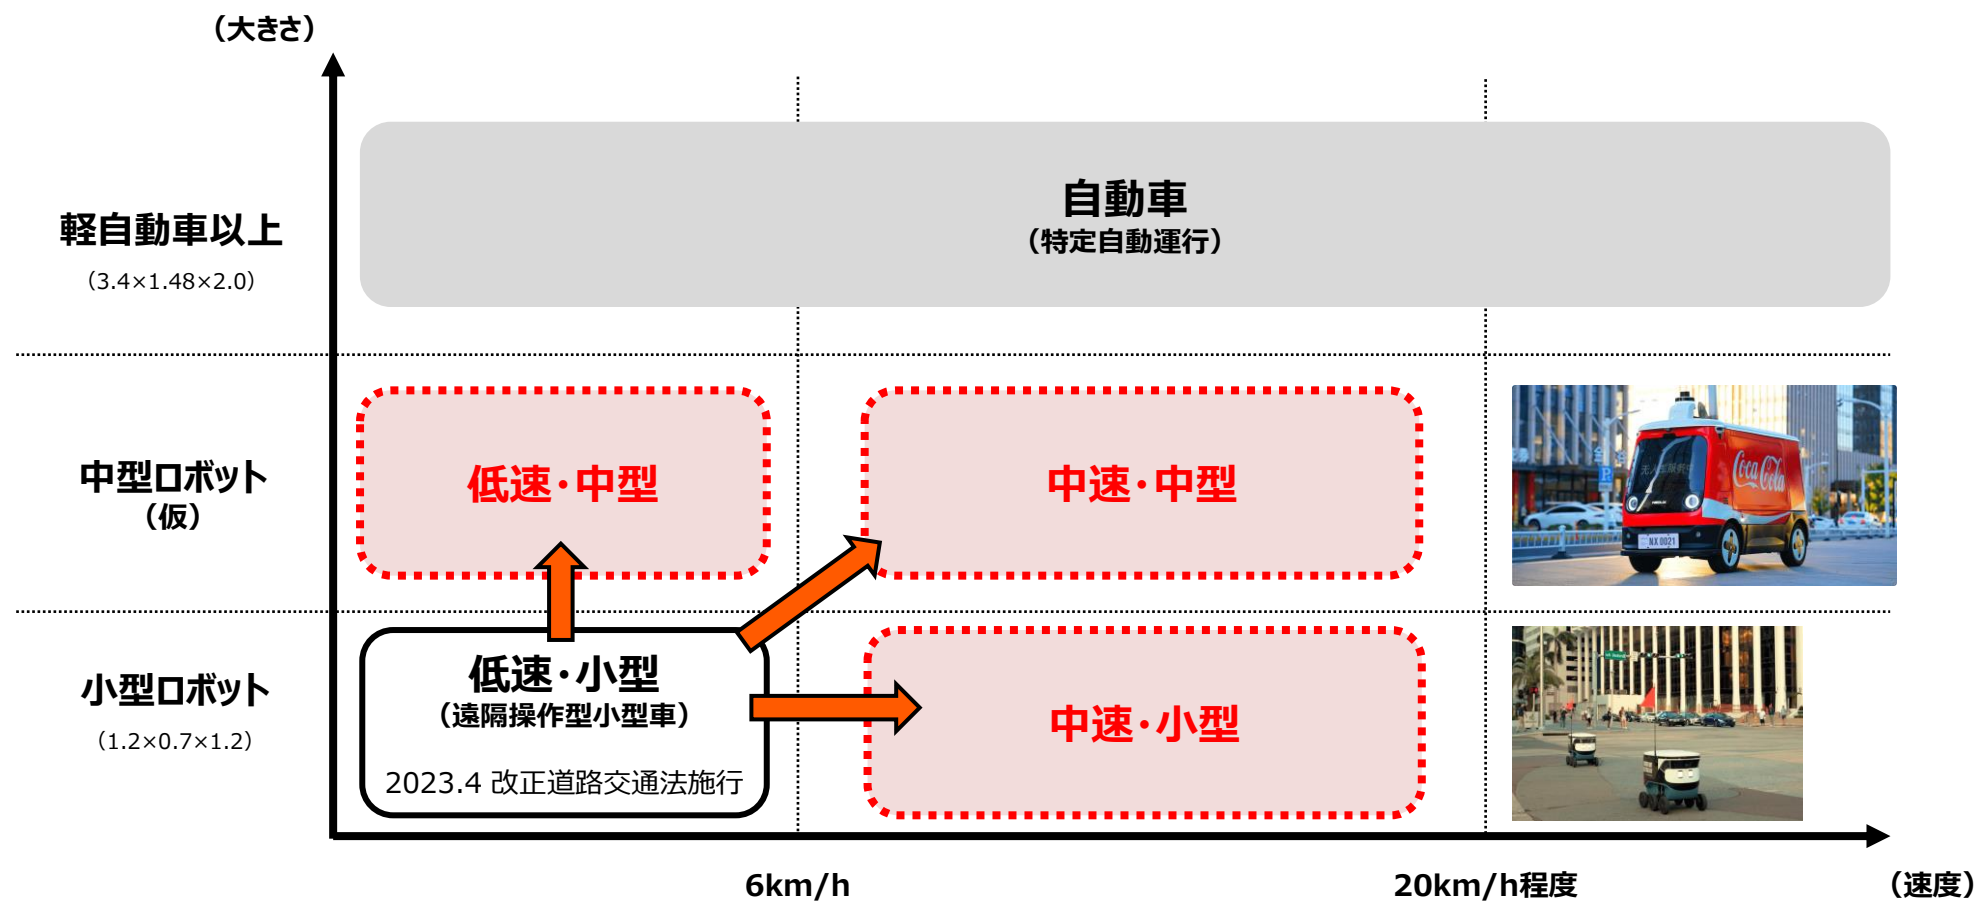 （大きさ）
自動車
（特定自動運行）
軽自動車以上
（3.4×1.48×2.0）
中型ロボット
（仮）
低速・中型
中速・中型
Coca Cola
NX 0021
小型ロボット
（1.2×0.7×1.2）
低速・小型
（遠隔操作型小型車）
2023.4 改正道路交通法施行
中速・小型
6km/h
20km/h程度
（速度）